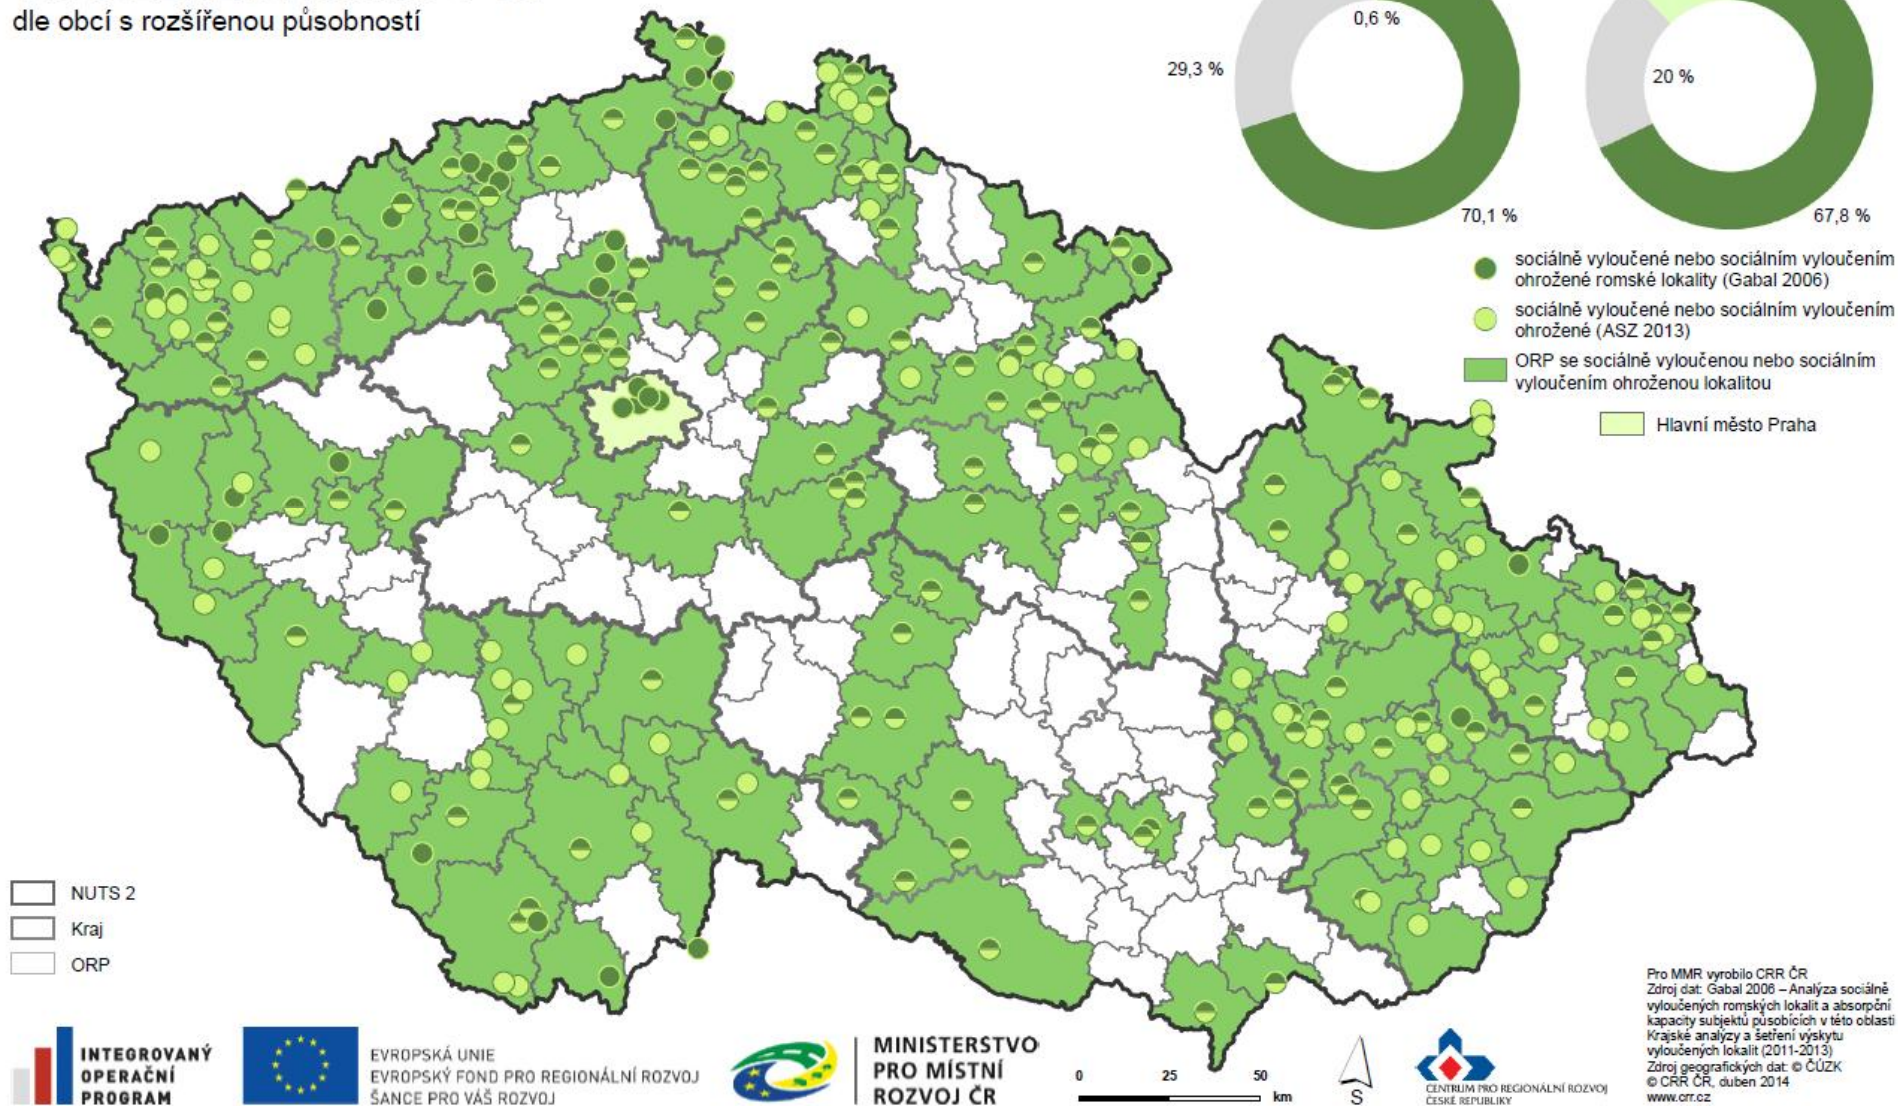 dle obcí s rozšířenou působností
0,6 %
29,3 %
70,1 %
20 %
67,8 %
sociálně vyloučené nebo sociálním vyloučením
ohrožené romské lokality (Gabal 2006)
sociálně vyloučené nebo sociálním vyloučením
ohrožené (ASZ 2013)
ORP se sociálně vyloučenou nebo sociálním
vyloučením ohroženou lokalitou
Hlavní město Praha
NUTS 2
Kraj
ORP
INTEGROVANÝ
OPERAČNÍ
PROGRAM
EVROPSKÁ UNIE
EVROPSKÝ FOND PRO REGIONÁLNÍ ROZVOJ
ŠANCE PRO VÁŠ ROZVOJ
MINISTERSTVO
PRO MÍSTNÍ
ROZVOJ ČR
0 25 50
km
S
CENTRUM PRO REGIONÁLNÍ ROZVOJ
ČESKÉ REPUBLIKY
Pro MMR vyrobilo CRR ČR
Zdroj dat: Gabal 2006 – Analýza sociálně
vyloučených romských lokalit a absorpční
kapacity subjektů působících v této oblasti
Krajské analýzy a šetření výskytu
vyloučených lokalit (2011-2013)
Zdroj geografických dat: © ČÚZK
© CRR ČR, duben 2014
www.crr.cz